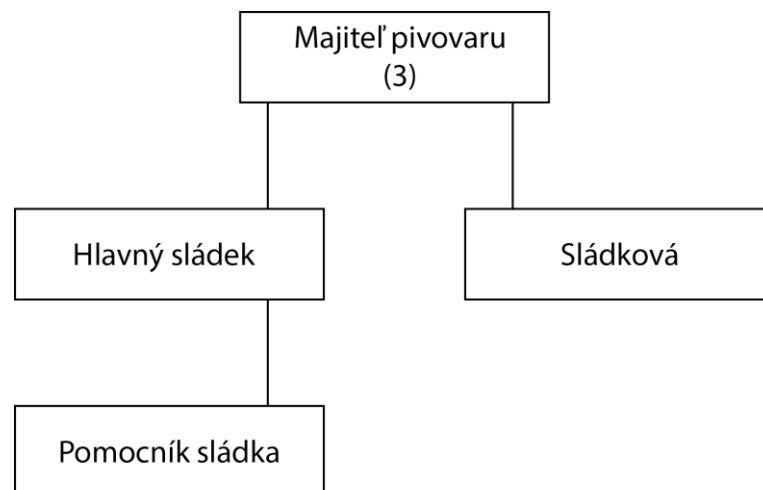 Majiteľ pivovaru
(3)
Hlavný sládek
Sládková
Pomocník sládka